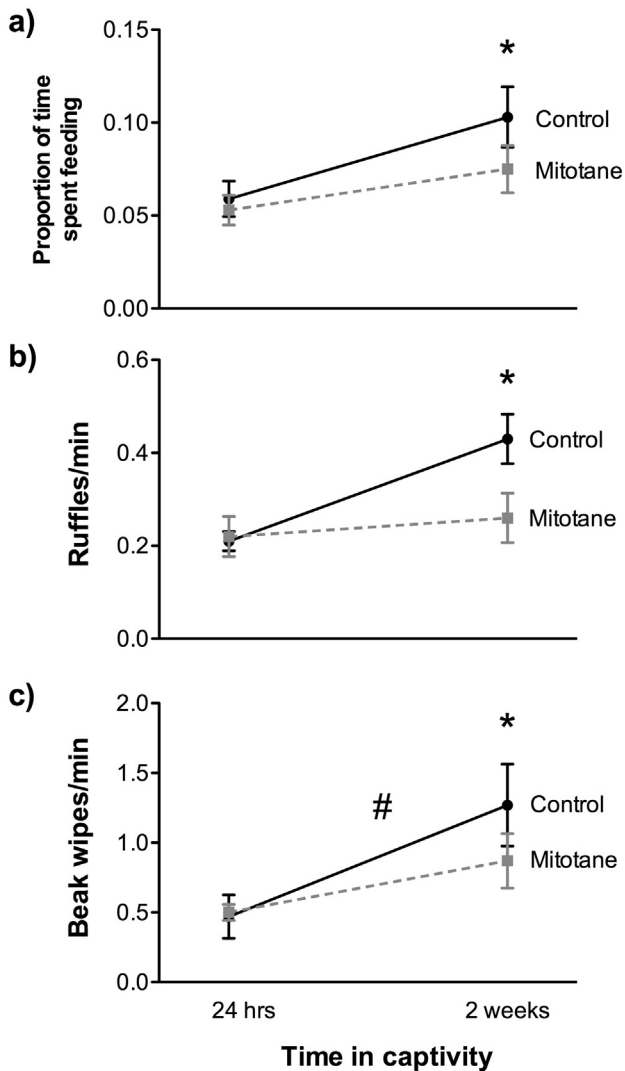 a)
Proportion of time
spent feeding
0.15
0.10
0.05
0.00
*
Control
Mitotane
b)
Ruffles/min
0.6
0.4
0.2
0.0
*
Control
Mitotane
c)
Beak wipes/min
2.0
1.5
1.0
0.5
0.0
#
*
Control
Mitotane
24 hrs
2 weeks
Time in captivity